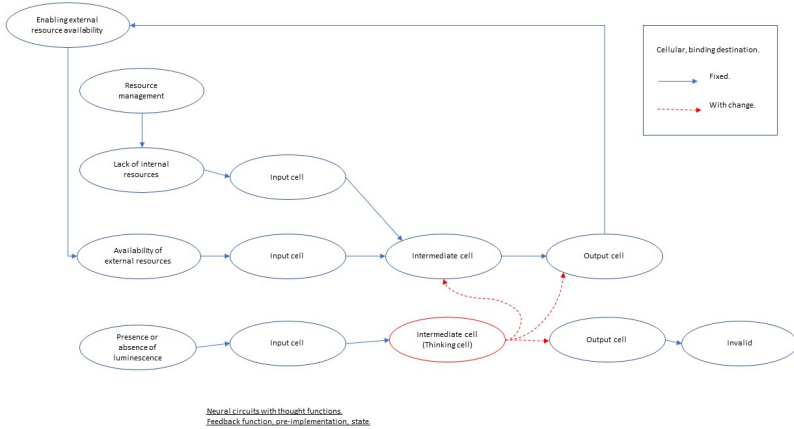 Enabling external
resource availability
Cellular, binding destination.
Fixed.
With change.
Resource
management
Lack of internal
resources
Input cell
Availability of
external resources
Input cell
Intermediate cell
Output cell
Presence or
absence of
luminescence
Input cell
Intermediate cell
(Thinking cell)
Output cell
Invalid
Neural circuits with thought functions.
Feedback function, pre-implementation, state.